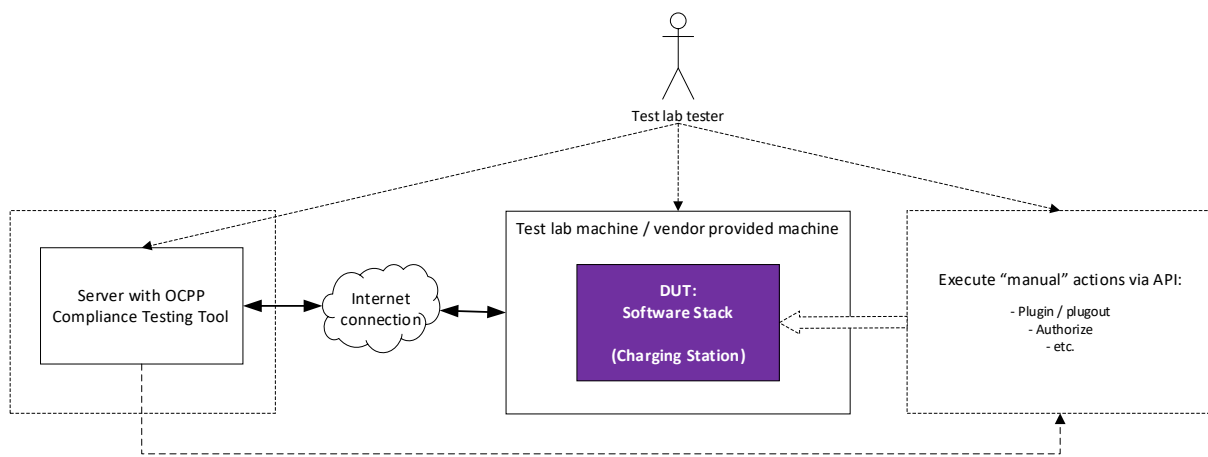 Test lab tester
Server with OCPP
Compliance Testing Tool
Internet
connection
Test lab machine / vendor provided machine
DUT:
Software Stack
(Charging Station)
Execute “manual” actions via API:
- Plugin / plugout
- Authorize
- etc.